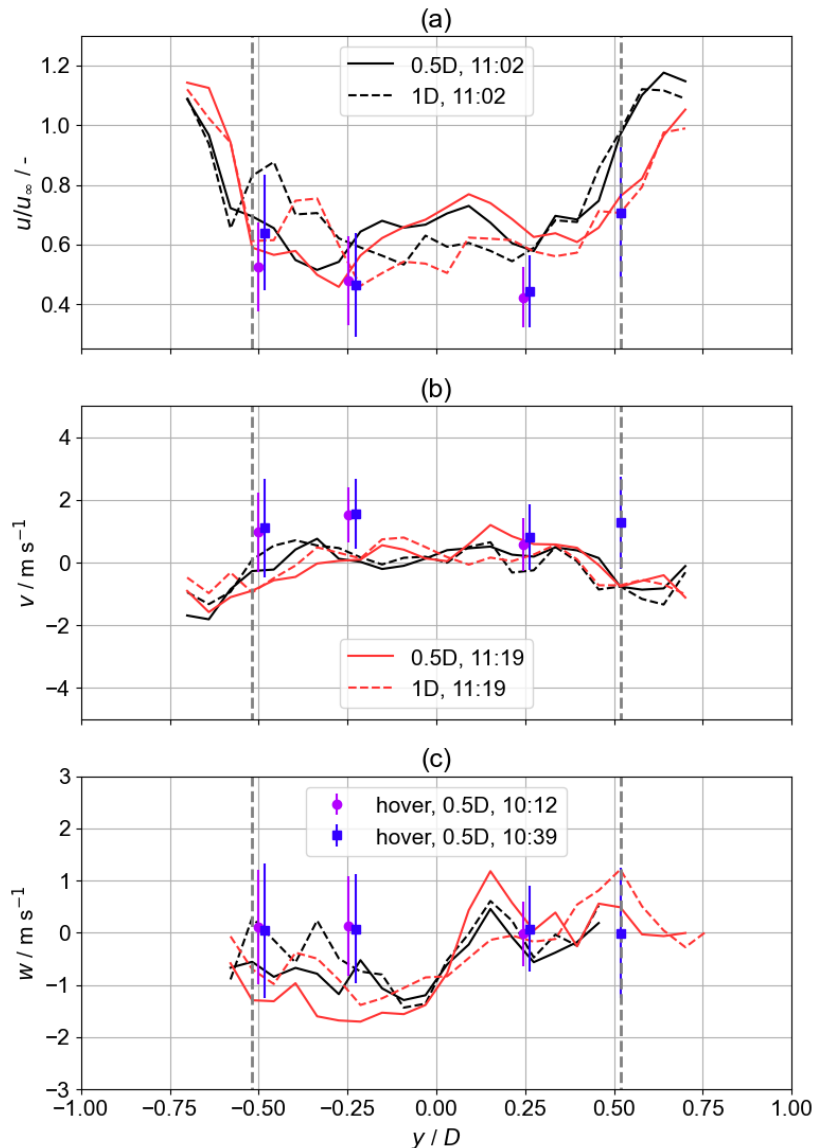 (a)
1.2
1.0
0.8
0.6
0.4
u/u∞ / -
0.5D, 11:02
1D, 11:02
(b)
4
2
0
−2
−4
v / m s⁻¹
0.5D, 11:19
1D, 11:19
(c)
3
2
1
0
−1
−2
−3
w / m s⁻¹
hover, 0.5D, 10:12
hover, 0.5D, 10:39
−1.00 −0.75 −0.50 −0.25 0.00 0.25 0.50 0.75 1.00
y / D